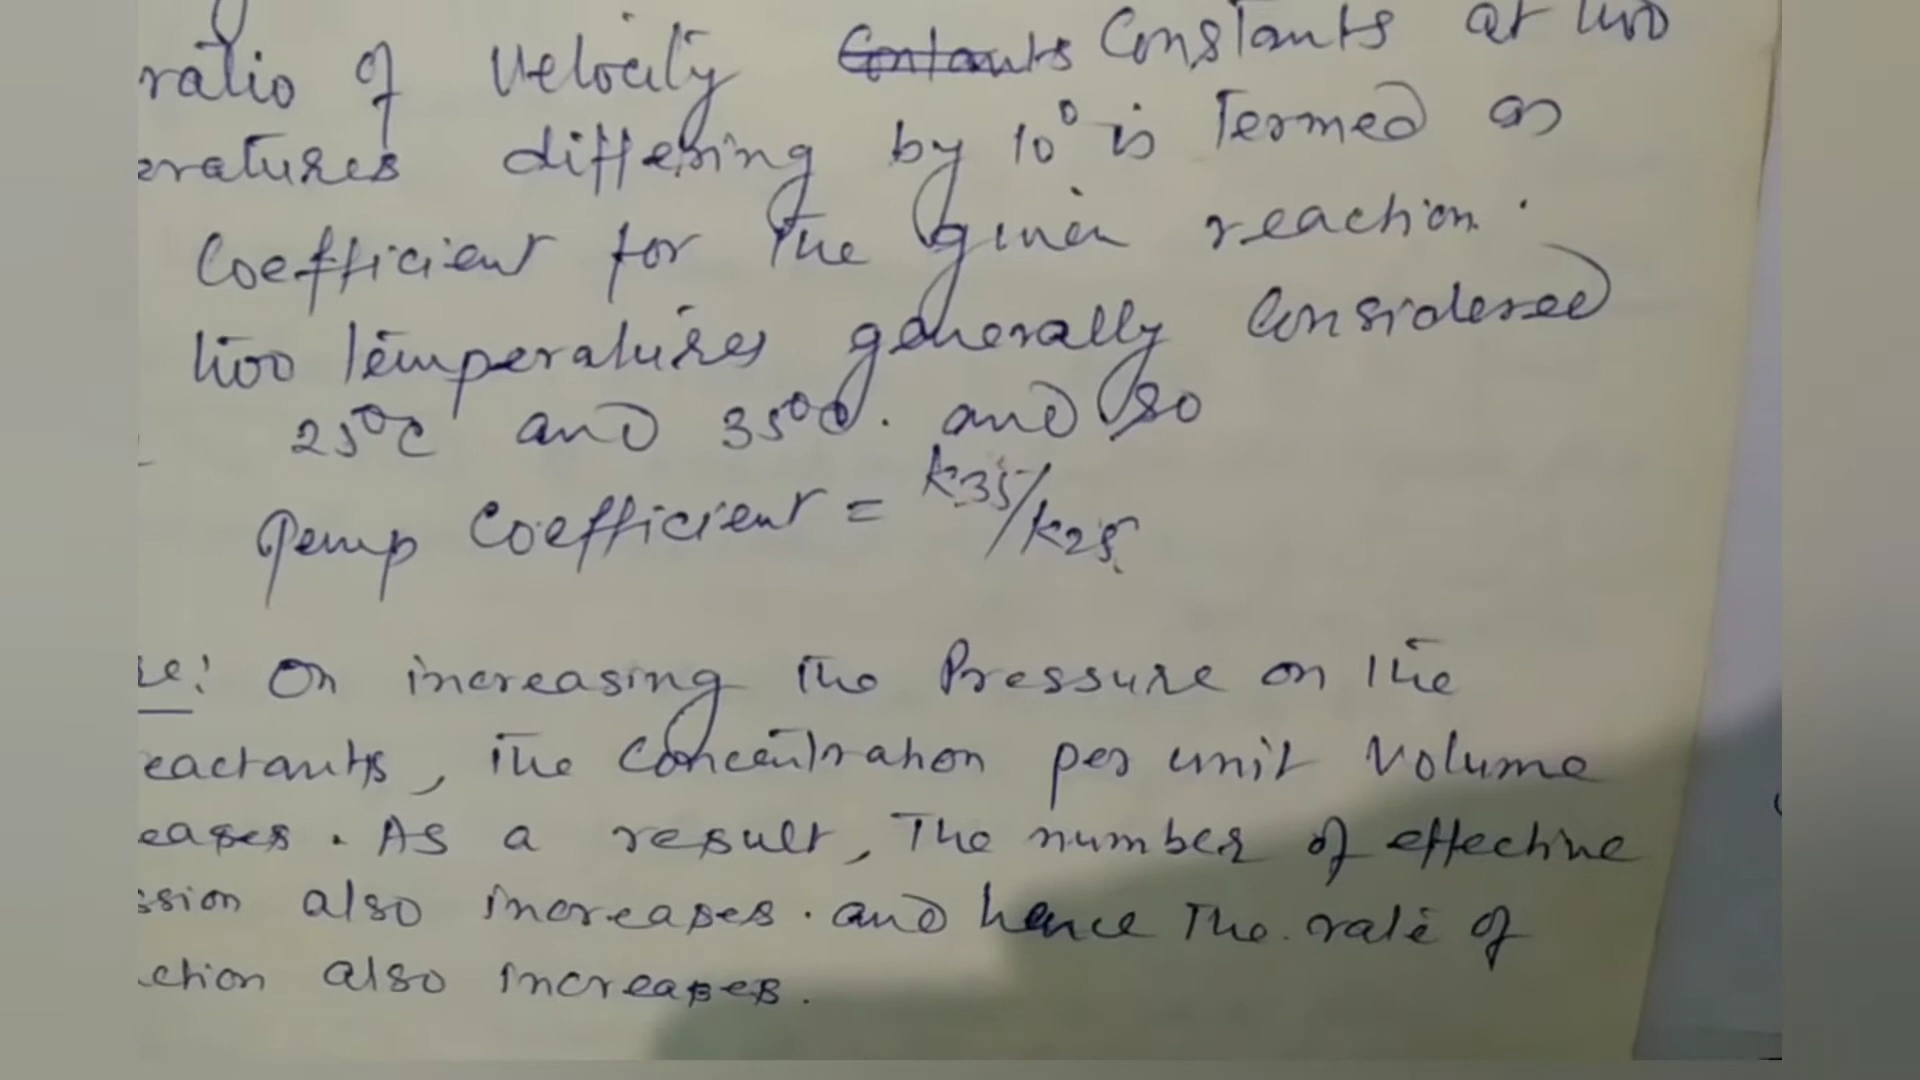 ratio of Velocity Contants Constants at two
eratures differing by 10° is Termed as
Coefficient for the given reaction.
two temperatures generally Considered
25°C and 35°C. and so
Temp Coefficient = k35/k25.
re: On increasing the Pressure on the
eactants, the Concentration per unit Volume
eases. As a result, The number of effective
ssion also increases. and hence The rate of
ction also increases.